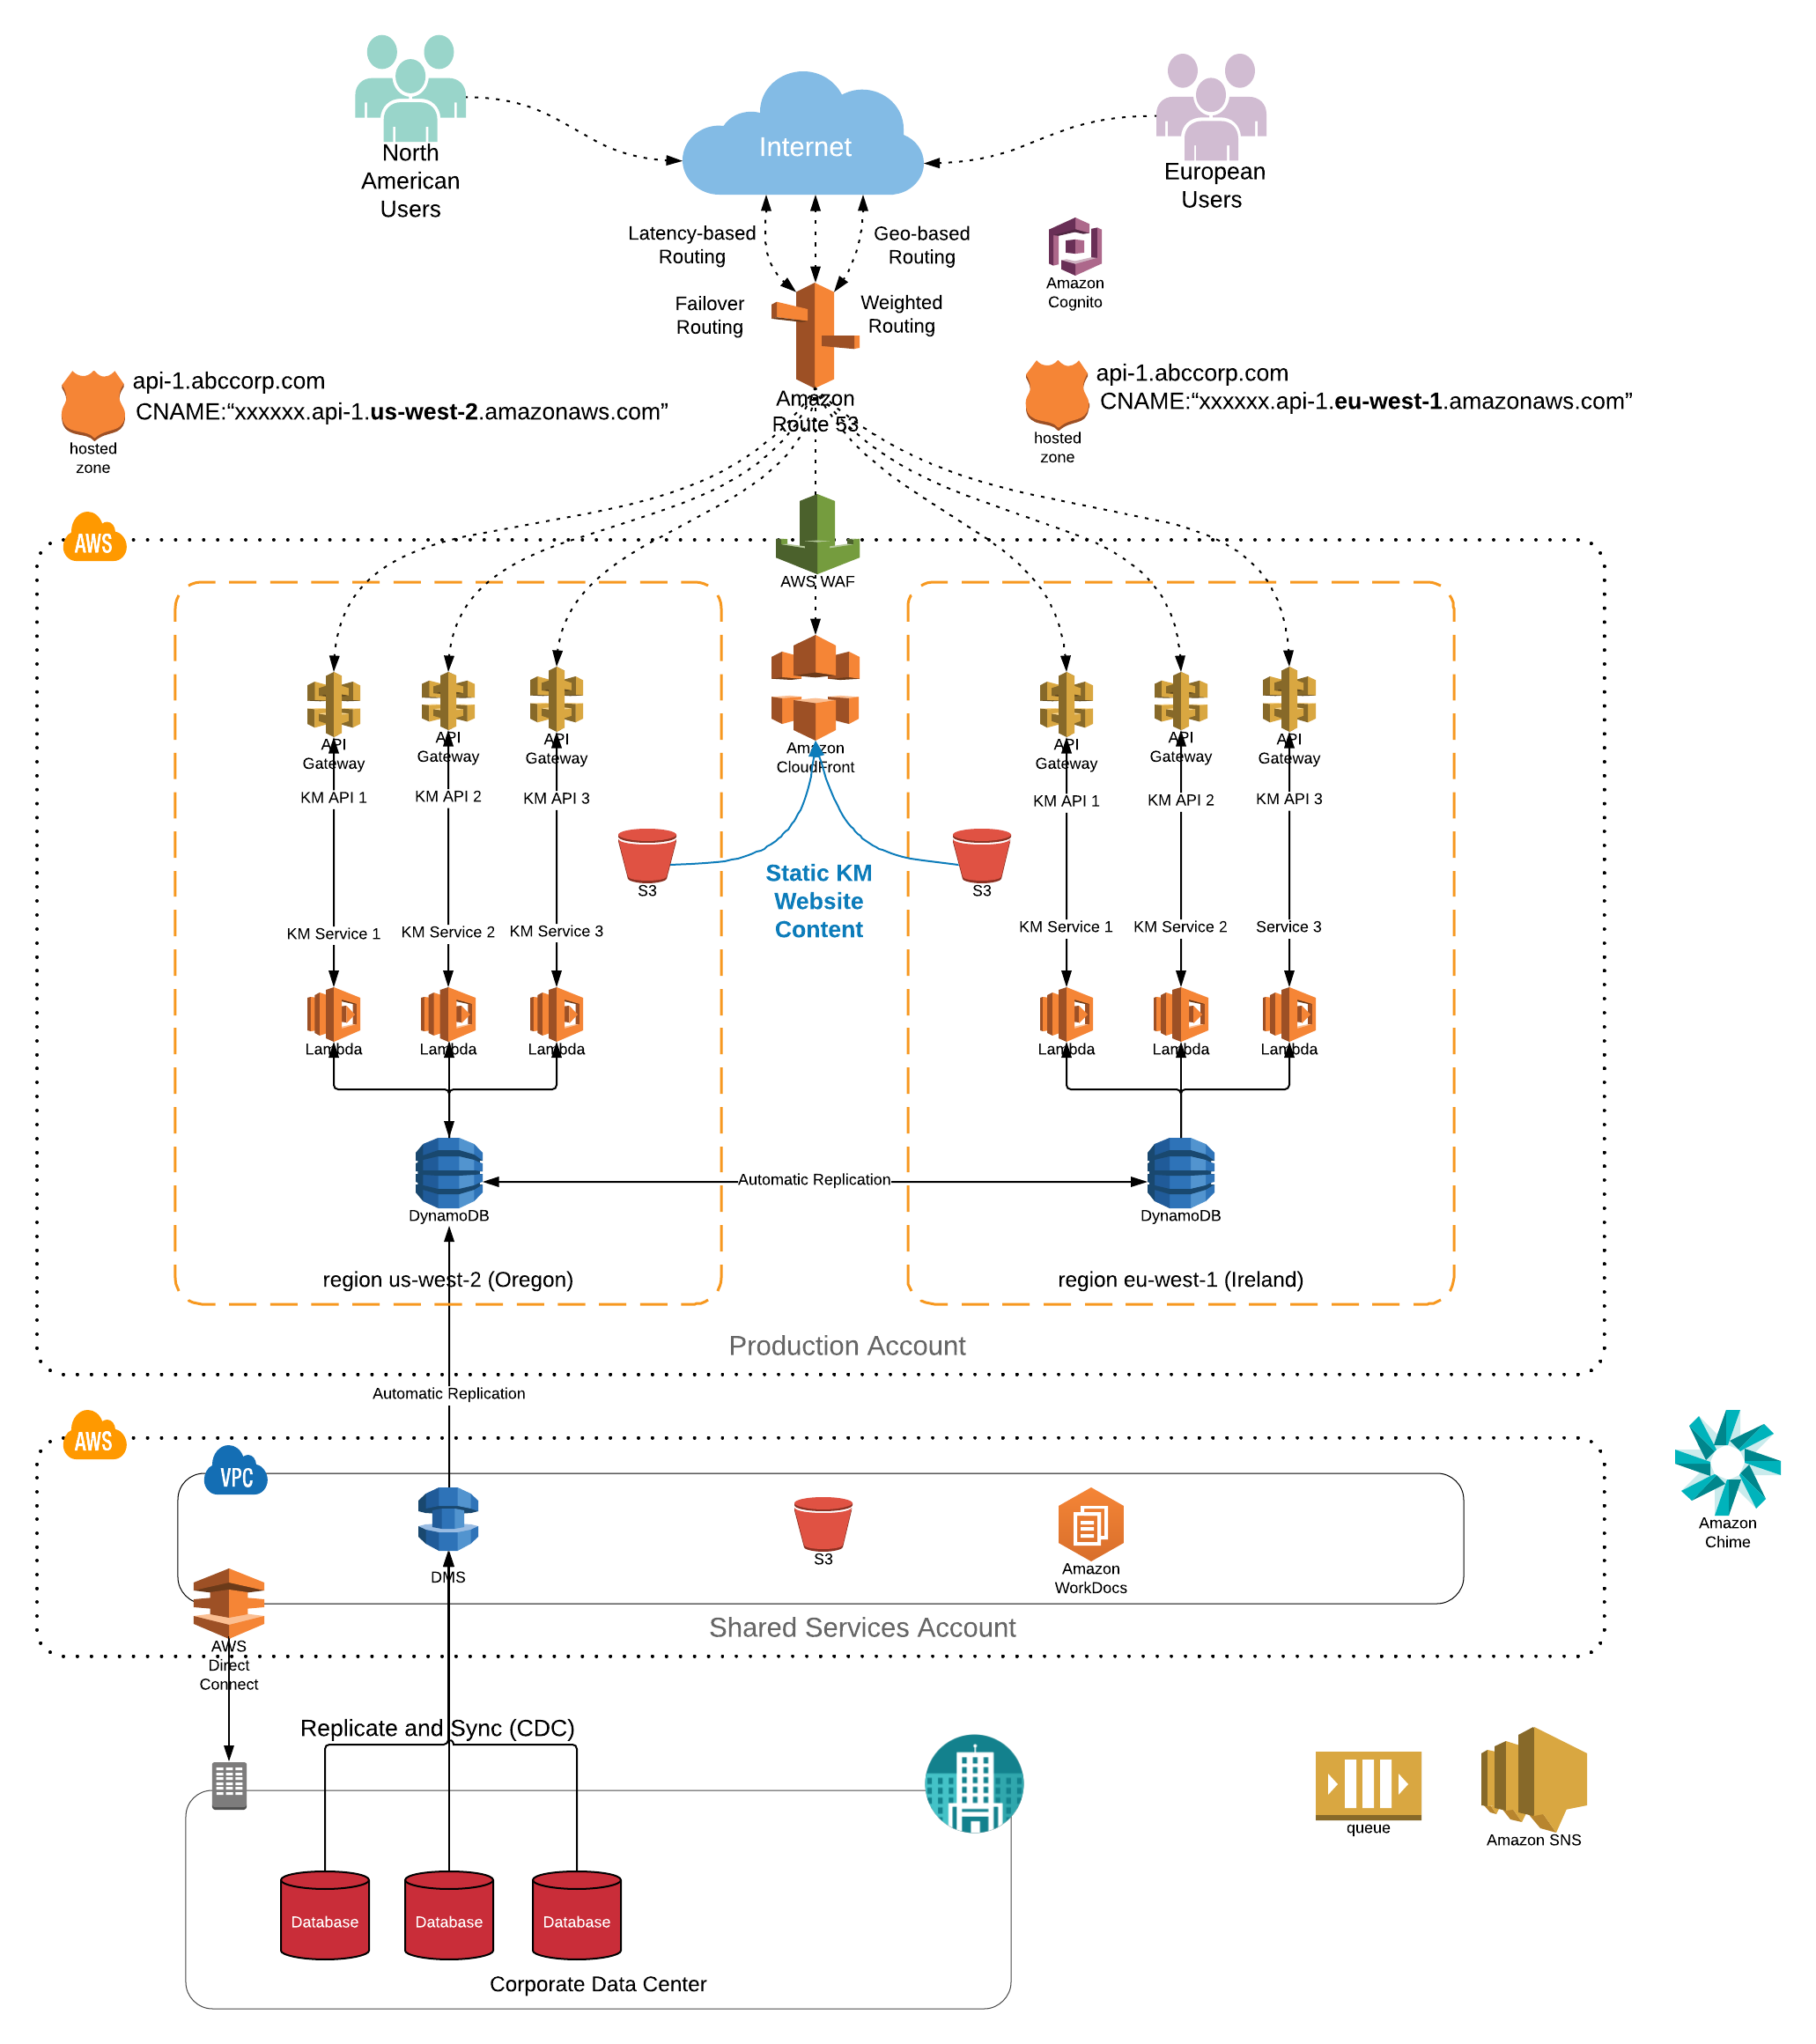 North
American
Users
Internet
European
Users
Latency-based
Routing
Geo-based
Routing
Failover
Routing
Weighted
Routing
Amazon
Cognito
Amazon
Route 53
api-1.abccorp.com
CNAME:“xxxxxx.api-1.us-west-2.amazonaws.com”
hosted
zone
api-1.abccorp.com
CNAME:“xxxxxx.api-1.eu-west-1.amazonaws.com”
hosted
zone
AWS
AWS WAF
API
Gateway
API
Gateway
API
Gateway
Amazon
CloudFront
API
Gateway
API
Gateway
API
Gateway
KM API 1
KM API 2
KM API 3
KM API 1
KM API 2
KM API 3
S3
Static KM
Website
Content
S3
KM Service 1
KM Service 2
KM Service 3
KM Service 1
KM Service 2
Service 3
Lambda
Lambda
Lambda
Lambda
Lambda
Lambda
Automatic Replication
DynamoDB
DynamoDB
region us-west-2 (Oregon)
region eu-west-1 (Ireland)
Production Account
Automatic Replication
AWS
VPC
DMS
S3
Amazon
WorkDocs
Amazon
Chime
Shared Services Account
AWS
Direct
Connect
Replicate and Sync (CDC)
queue
Amazon SNS
Database
Database
Database
Corporate Data Center